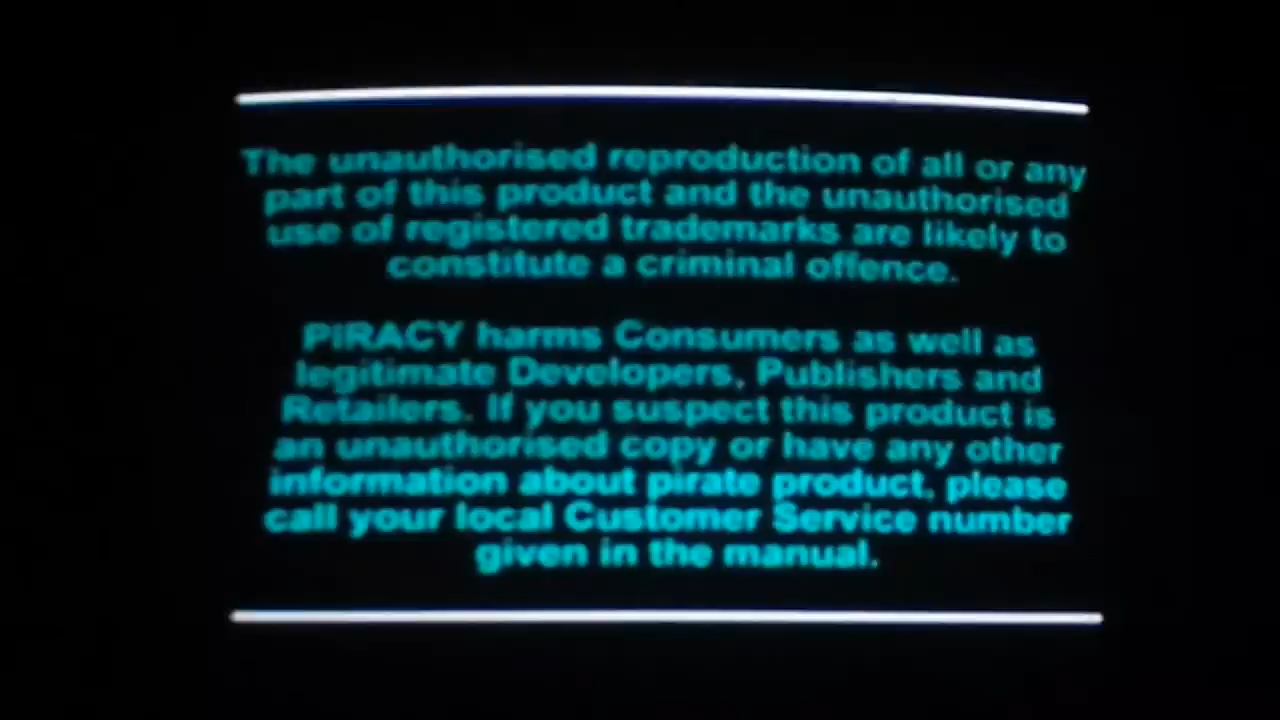 The unauthorised reproduction of all or any
part of this product and the unauthorised
use of registered trademarks are likely to
constitute a criminal offence.
PIRACY harms Consumers as well as
legitimate Developers, Publishers and
Retailers. If you suspect this product is
an unauthorised copy or have any other
information about pirate product, please
call your local Customer Service number
given in the manual.